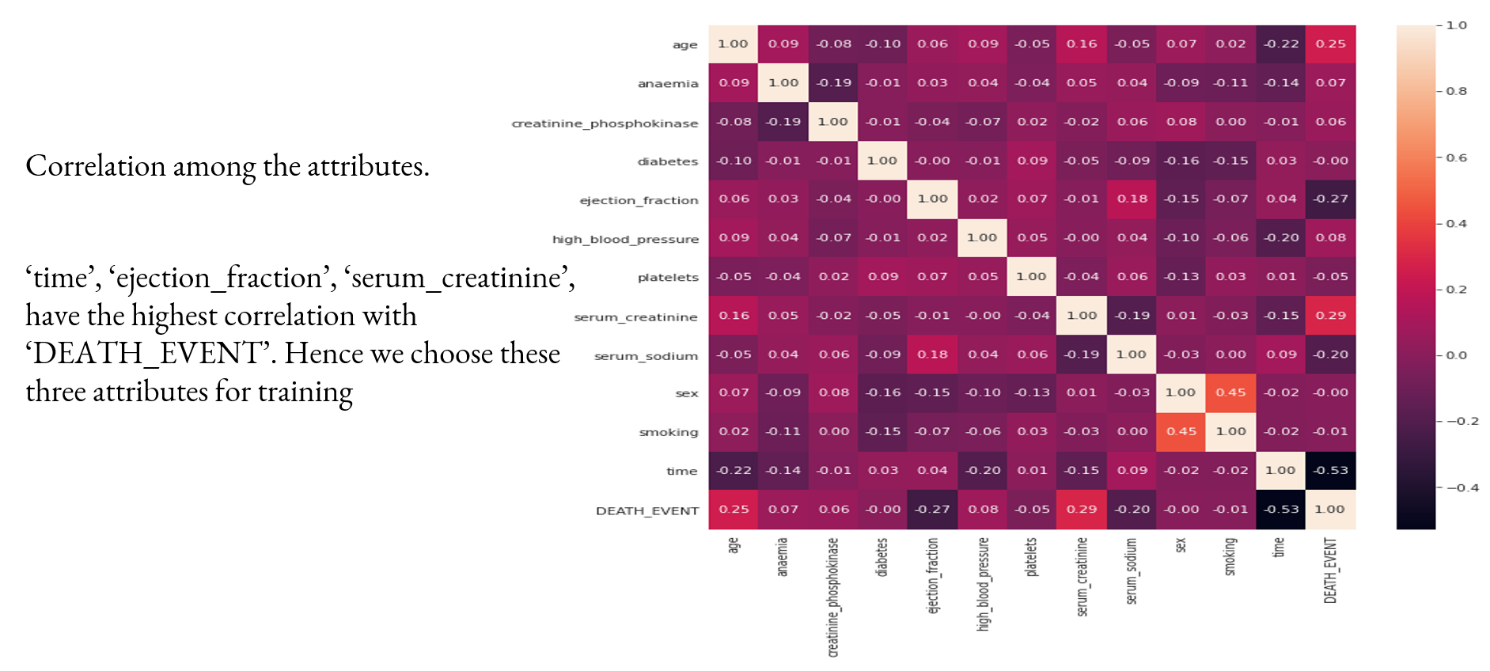 Correlation among the attributes.
‘time’, ‘ejection_fraction’, ‘serum_creatinine’,
have the highest correlation with
‘DEATH_EVENT’. Hence we choose these
three attributes for training
age 1.00 0.09 -0.08 -0.10 0.06 0.09 -0.05 0.16 -0.05 0.07 0.02 -0.22 0.25
anaemia 0.09 1.00 -0.19 -0.01 0.03 0.04 -0.04 0.05 0.04 -0.09 -0.11 -0.14 0.07
creatinine_phosphokinase -0.08 -0.19 1.00 -0.01 -0.04 -0.07 0.02 -0.02 0.06 0.08 0.00 -0.01 0.06
diabetes -0.10 -0.01 -0.01 1.00 -0.00 -0.01 0.09 -0.05 -0.09 -0.16 -0.15 0.03 -0.00
ejection_fraction 0.06 0.03 -0.04 -0.00 1.00 0.02 0.07 -0.01 0.18 -0.15 -0.07 0.04 -0.27
high_blood_pressure 0.09 0.04 -0.07 -0.01 0.02 1.00 0.05 -0.00 0.04 -0.10 -0.06 -0.20 0.08
platelets -0.05 -0.04 0.02 0.09 0.07 0.05 1.00 -0.04 0.06 -0.13 0.03 0.01 -0.05
serum_creatinine 0.16 0.05 -0.02 -0.05 -0.01 -0.00 -0.04 1.00 -0.19 0.01 -0.03 -0.15 0.29
serum_sodium -0.05 0.04 0.06 -0.09 0.18 0.04 0.06 -0.19 1.00 -0.03 0.00 0.09 -0.20
sex 0.07 -0.09 0.08 -0.16 -0.15 -0.10 -0.13 0.01 -0.03 1.00 0.45 -0.02 -0.00
smoking 0.02 -0.11 0.00 -0.15 -0.07 -0.06 0.03 -0.03 0.00 0.45 1.00 -0.02 -0.01
time -0.22 -0.14 -0.01 0.03 0.04 -0.20 0.01 -0.15 0.09 -0.02 -0.02 1.00 -0.53
DEATH_EVENT 0.25 0.07 0.06 -0.00 -0.27 0.08 -0.05 0.29 -0.20 -0.00 -0.01 -0.53 1.00
age
anaemia
creatinine_phosphokinase
diabetes
ejection_fraction
high_blood_pressure
platelets
serum_creatinine
serum_sodium
sex
smoking
time
DEATH_EVENT
1.0
0.8
0.6
0.4
0.2
0.0
−0.2
−0.4